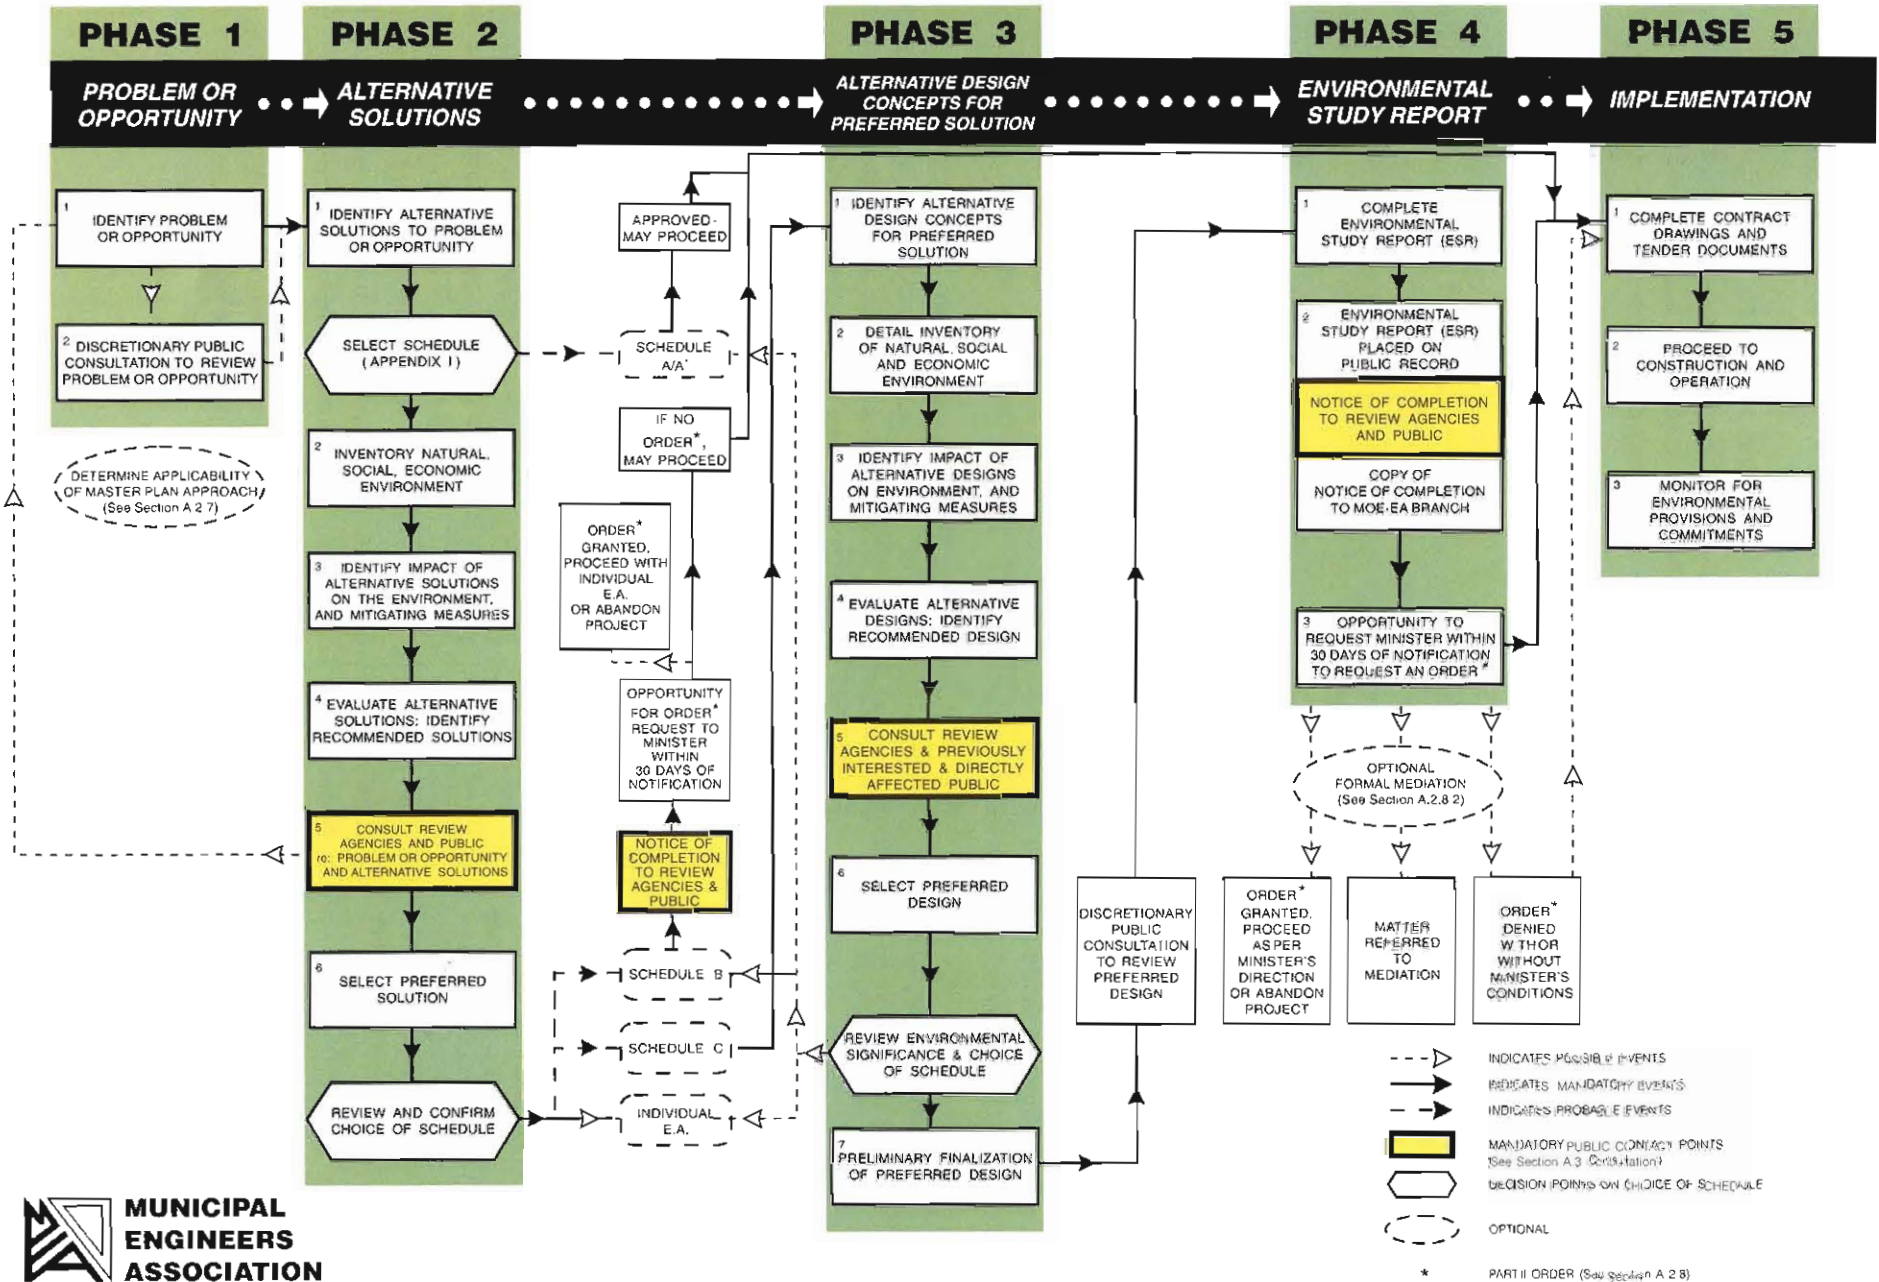 PHASE 1
PHASE 2
PHASE 3
PHASE 4
PHASE 5
PROBLEM OR
OPPORTUNITY
ALTERNATIVE
SOLUTIONS
ALTERNATIVE DESIGN
CONCEPTS FOR
PREFERRED SOLUTION
ENVIRONMENTAL
STUDY REPORT
IMPLEMENTATION
1
IDENTIFY PROBLEM
OR OPPORTUNITY
2 DISCRETIONARY PUBLIC
CONSULTATION TO REVIEW
PROBLEM OR OPPORTUNITY
DETERMINE APPLICABILITY
OF MASTER PLAN APPROACH
(See Section A 2 7)
1
IDENTIFY ALTERNATIVE
SOLUTIONS TO PROBLEM
OR OPPORTUNITY
SELECT SCHEDULE
(APPENDIX I)
2
INVENTORY NATURAL,
SOCIAL, ECONOMIC
ENVIRONMENT
3 IDENTIFY IMPACT OF
ALTERNATIVE SOLUTIONS
ON THE ENVIRONMENT,
AND MITIGATING MEASURES
4 EVALUATE ALTERNATIVE
SOLUTIONS: IDENTIFY
RECOMMENDED SOLUTIONS
5
CONSULT REVIEW
AGENCIES AND PUBLIC
re: PROBLEM OR OPPORTUNITY
AND ALTERNATIVE SOLUTIONS
6
SELECT PREFERRED
SOLUTION
REVIEW AND CONFIRM
CHOICE OF SCHEDULE
APPROVED-
MAY PROCEED
SCHEDULE
A/A+
IF NO
ORDER*,
MAY PROCEED
ORDER*
GRANTED,
PROCEED WITH
INDIVIDUAL
E.A.
OR ABANDON
PROJECT
OPPORTUNITY
FOR ORDER*
REQUEST TO
MINISTER
WITHIN
30 DAYS OF
NOTIFICATION
NOTICE OF
COMPLETION
TO REVIEW
AGENCIES &
PUBLIC
SCHEDULE B
SCHEDULE C
INDIVIDUAL
E.A.
1 IDENTIFY ALTERNATIVE
DESIGN CONCEPTS
FOR PREFERRED
SOLUTION
2 DETAIL INVENTORY
OF NATURAL, SOCIAL
AND ECONOMIC
ENVIRONMENT
3 IDENTIFY IMPACT OF
ALTERNATIVE DESIGNS
ON ENVIRONMENT, AND
MITIGATING MEASURES
4 EVALUATE ALTERNATIVE
DESIGNS: IDENTIFY
RECOMMENDED DESIGN
5 CONSULT REVIEW
AGENCIES & PREVIOUSLY
INTERESTED & DIRECTLY
AFFECTED PUBLIC
6
SELECT PREFERRED
DESIGN
REVIEW ENVIRONMENTAL
SIGNIFICANCE & CHOICE
OF SCHEDULE
7
PRELIMINARY FINALIZATION
OF PREFERRED DESIGN
DISCRETIONARY
PUBLIC
CONSULTATION
TO REVIEW
PREFERRED
DESIGN
1
COMPLETE
ENVIRONMENTAL
STUDY REPORT (ESR)
2 ENVIRONMENTAL
STUDY REPORT (ESR)
PLACED ON
PUBLIC RECORD
NOTICE OF COMPLETION
TO REVIEW AGENCIES
AND PUBLIC
COPY OF
NOTICE OF COMPLETION
TO MOE-EA BRANCH
3 OPPORTUNITY TO
REQUEST MINISTER WITHIN
30 DAYS OF NOTIFICATION
TO REQUEST AN ORDER*
OPTIONAL
FORMAL MEDIATION
(See Section A.2.8 2)
ORDER*
GRANTED,
PROCEED
AS PER
MINISTER'S
DIRECTION
OR ABANDON
PROJECT
MATTER
REFERRED
TO
MEDIATION
ORDER*
DENIED
WITH OR
WITHOUT
MINISTER'S
CONDITIONS
1
COMPLETE CONTRACT
DRAWINGS AND
TENDER DOCUMENTS
2
PROCEED TO
CONSTRUCTION AND
OPERATION
3 MONITOR FOR
ENVIRONMENTAL
PROVISIONS AND
COMMITMENTS
INDICATES POSSIBLE EVENTS
INDICATES MANDATORY EVENTS
INDICATES PROBABLE EVENTS
MANDATORY PUBLIC CONTACT POINTS
(See Section A 3 Consultation)
DECISION POINTS ON CHOICE OF SCHEDULE
OPTIONAL
* PART II ORDER (See Section A 2 8)
MUNICIPAL
ENGINEERS
ASSOCIATION